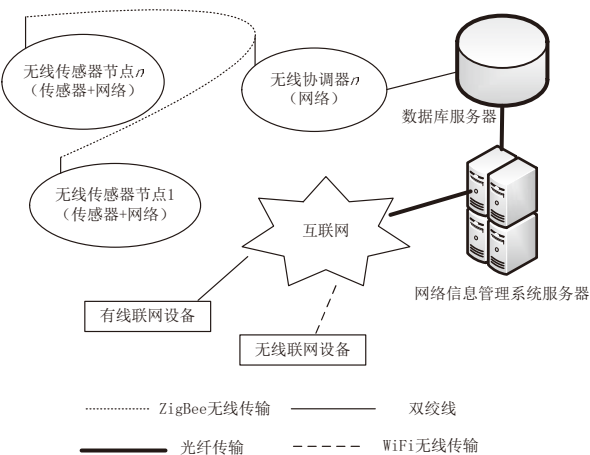 无线传感器节点n
（传感器+网络）
无线协调器n
（网络）
数据库服务器
无线传感器节点1
（传感器+网络）
互联网
网络信息管理系统服务器
有线联网设备
无线联网设备
ZigBee无线传输
双绞线
光纤传输
WiFi无线传输